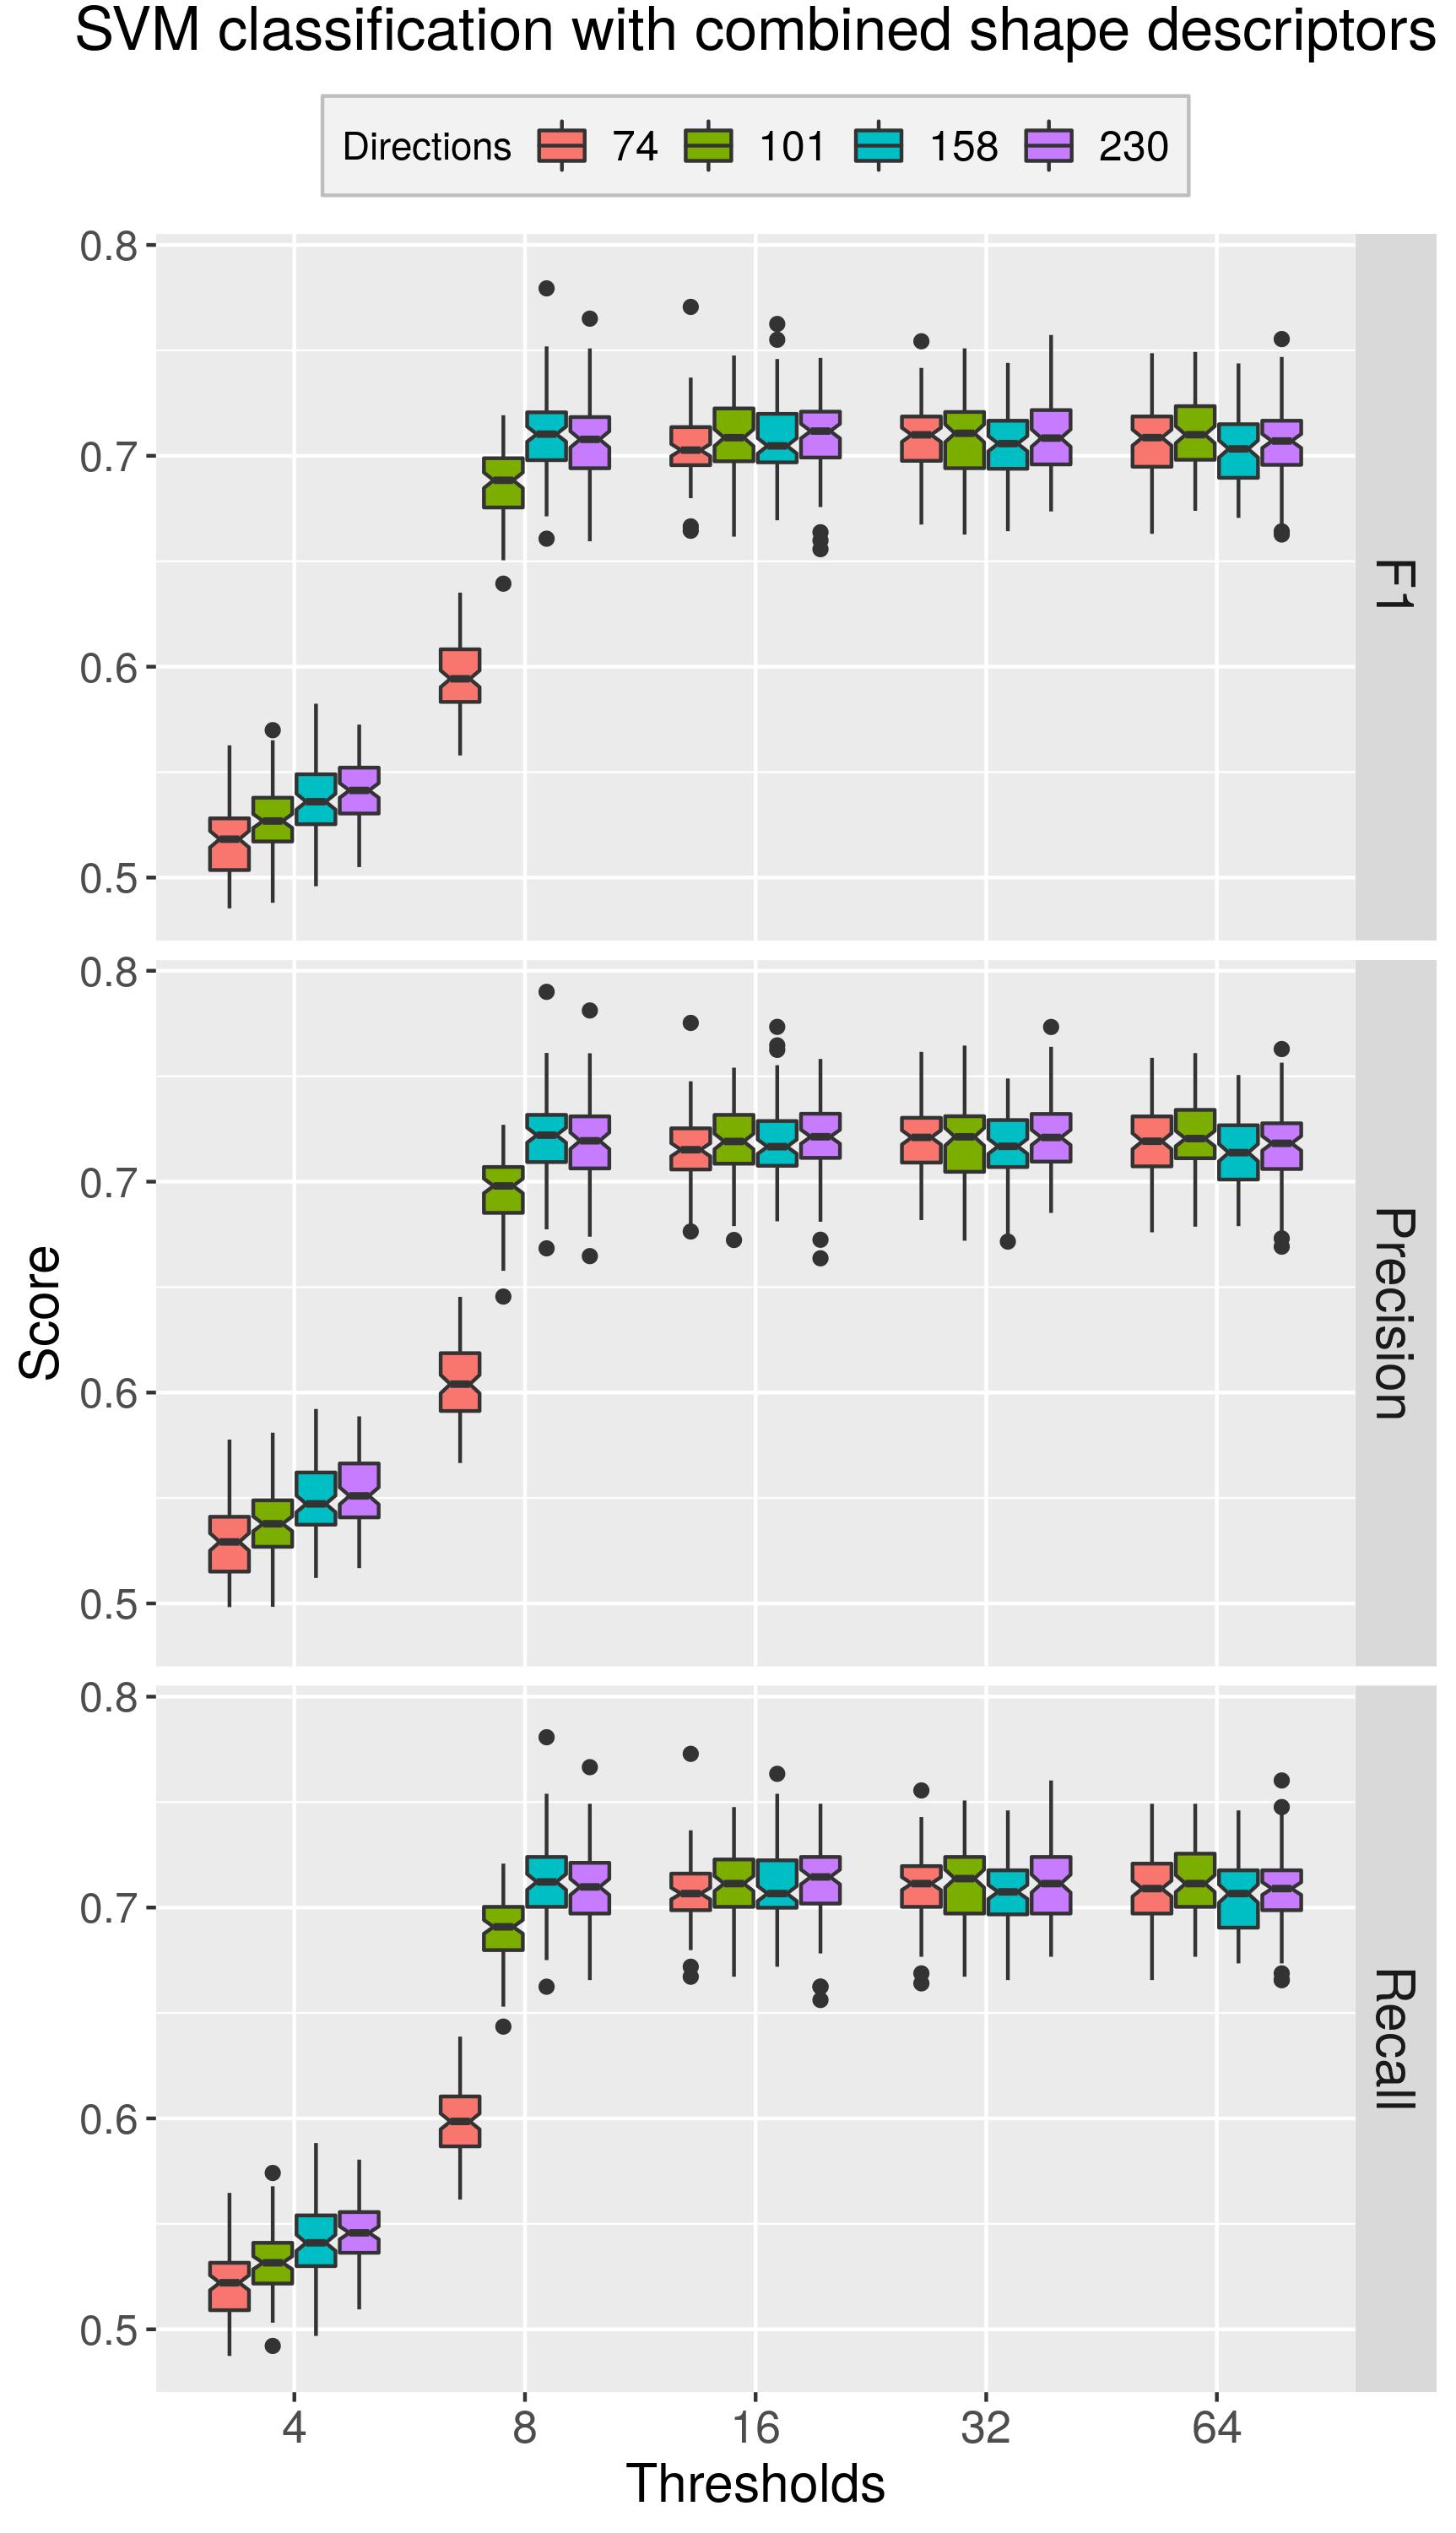 SVM classification with combined shape descriptors
Directions 74 101 158 230
0.8
0.7
0.6
0.5
F1
0.8
0.7
0.6
0.5
Precision
Score
0.8
0.7
0.6
0.5
Recall
4 8 16 32 64
Thresholds